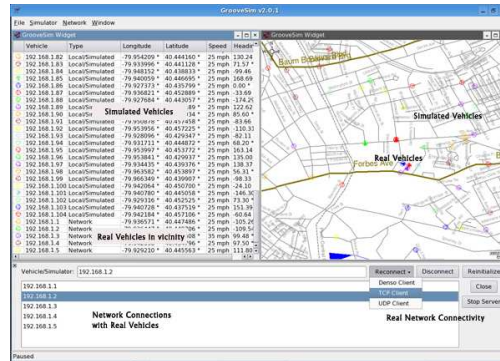 GrooveSim v2.0.1
File Simulator Network Window
GrooveSim Widget
GrooveSim Widget
Vehicle Type Longitude Latitude Speed
192.168.1.82 Local/Simulated -79.954209 ° 40.444160 ° 25 mph 130.24
192.168.1.83 Local/Simulated -79.933996 ° 40.441128 ° 25 mph 71.57 °
192.168.1.84 Local/Simulated -79.948152 ° 40.438833 ° 25 mph -99.46
192.168.1.85 Local/Simulated -79.940059 ° 40.446695 ° 25 mph 168.69
192.168.1.86 Local/Simulated -79.927373 ° 40.435799 ° 25 mph 0.00 °
192.168.1.87 Local/Simulated -79.936821 ° 40.452889 ° 25 mph -33.69
192.168.1.88 Local/Simulated -79.927684 ° 40.443057 ° 25 mph
Simulated Vehicles
192.168.1.92 Local/Simulated -79.953956 ° 40.457225 ° 25 mph
192.168.1.93 Local/Simulated -79.928096 ° 40.429347 ° 25 mph -82.11
192.168.1.94 Local/Simulated -79.931711 ° 40.444872 ° 25 mph 68.20 °
192.168.1.95 Local/Simulated -79.953997 ° 40.453772 ° 25 mph 163.14
192.168.1.96 Local/Simulated -79.953841 ° 40.429937 ° 25 mph 135.00
192.168.1.97 Local/Simulated -79.934435 ° 40.439376 ° 25 mph 138.37
192.168.1.98 Local/Simulated -79.963582 ° 40.453897 ° 25 mph 56.31 °
192.168.1.99 Local/Simulated -79.966349 ° 40.439907 ° 25 mph -98.33
192.168.1.100 Local/Simulated -79.942064 ° 40.450700 ° 25 mph -24.10
192.168.1.101 Local/Simulated -79.940780 ° 40.445058 ° 25 mph
192.168.1.102 Local/Simulated -79.929316 ° 40.452525 ° 25 mph 73.30 °
192.168.1.103 Local/Simulated -79.940728 ° 40.437519 ° 25 mph 151.39
192.168.1.104 Local/Simulated -79.942184 ° 40.457106 ° 25 mph -60.64
192.168.1.1 Network -79.936571 ° 40.447486 ° 25 mph
192.168.1.2 Network
192.168.1.3 Network
Real Vehicles in vicinity
192.168.1.4 Network
192.168.1.5 Network -79.929210 ° 40.445563 ° 25 mph 111.80
Simulated Vehicles
Real Vehicles
Forbes Ave
Vehicle/Simulator: 192.168.1.2 Reconnect Disconnect Reinitialize
Denso Client
TCP Client
UDP Client
Close
Stop Server
192.168.1.1
192.168.1.2
192.168.1.3
192.168.1.4
192.168.1.5
Network Connections
with Real Vehicles
Real Network Connectivity
Paused